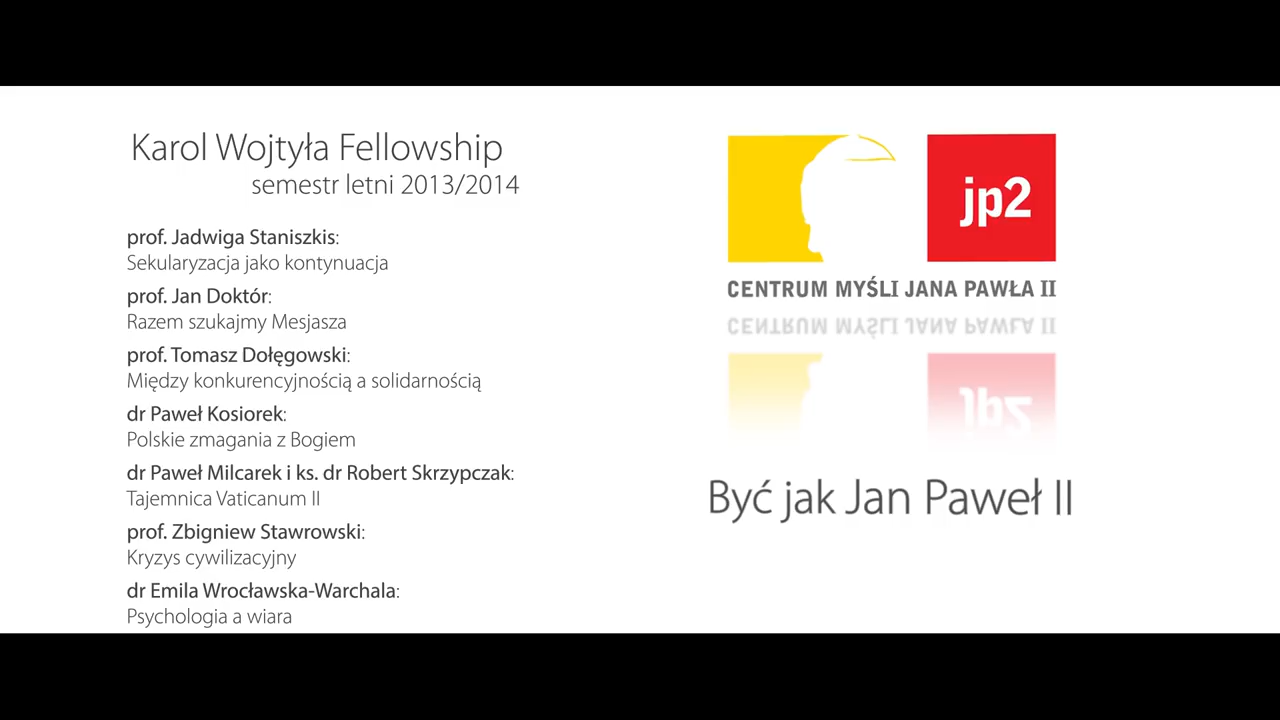 Karol Wojtyła Fellowship
semestr letni 2013/2014
prof. Jadwiga Staniszkis:
Sekularyzacja jako kontynuacja
prof. Jan Doktór:
Razem szukajmy Mesjasza
prof. Tomasz Dołęgowski:
Między konkurencyjnością a solidarnością
dr Paweł Kosiorek:
Polskie zmagania z Bogiem
dr Paweł Milcarek i ks. dr Robert Skrzypczak:
Tajemnica Vaticanum II
prof. Zbigniew Stawrowski:
Kryzys cywilizacyjny
dr Emila Wrocławska-Warchala:
Psychologia a wiara
jp2
CENTRUM MYŚLI JANA PAWŁA II
Być jak Jan Paweł II